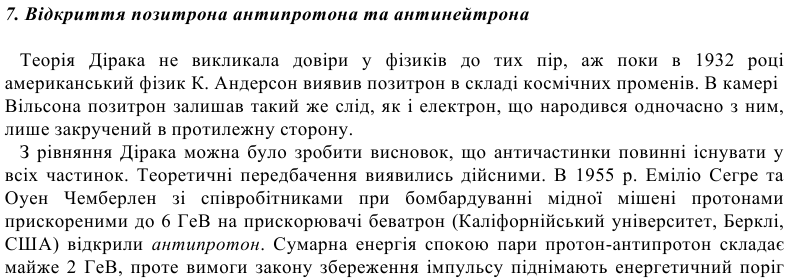 7. Відкриття позитрона антипротона та антинейтрона
Теорія Дірака не викликала довіри у фізиків до тих пір, аж поки в 1932 році
американський фізик К. Андерсон виявив позитрон в складі космічних променів. В камері
Вільсона позитрон залишав такий же слід, як і електрон, що народився одночасно з ним,
лише закручений в протилежну сторону.
З рівняння Дірака можна було зробити висновок, що античастинки повинні існувати у
всіх частинок. Теоретичні передбачення виявились дійсними. В 1955 р. Еміліо Сегре та
Оуен Чемберлен зі співробітниками при бомбардуванні мідної мішені протонами
прискореними до 6 ГеВ на прискорювачі беватрон (Каліфорнійський університет, Берклі,
США) відкрили антипротон. Сумарна енергія спокою пари протон-антипротон складає
майже 2 ГеВ, проте вимоги закону збереження імпульсу піднімають енергетичний поріг